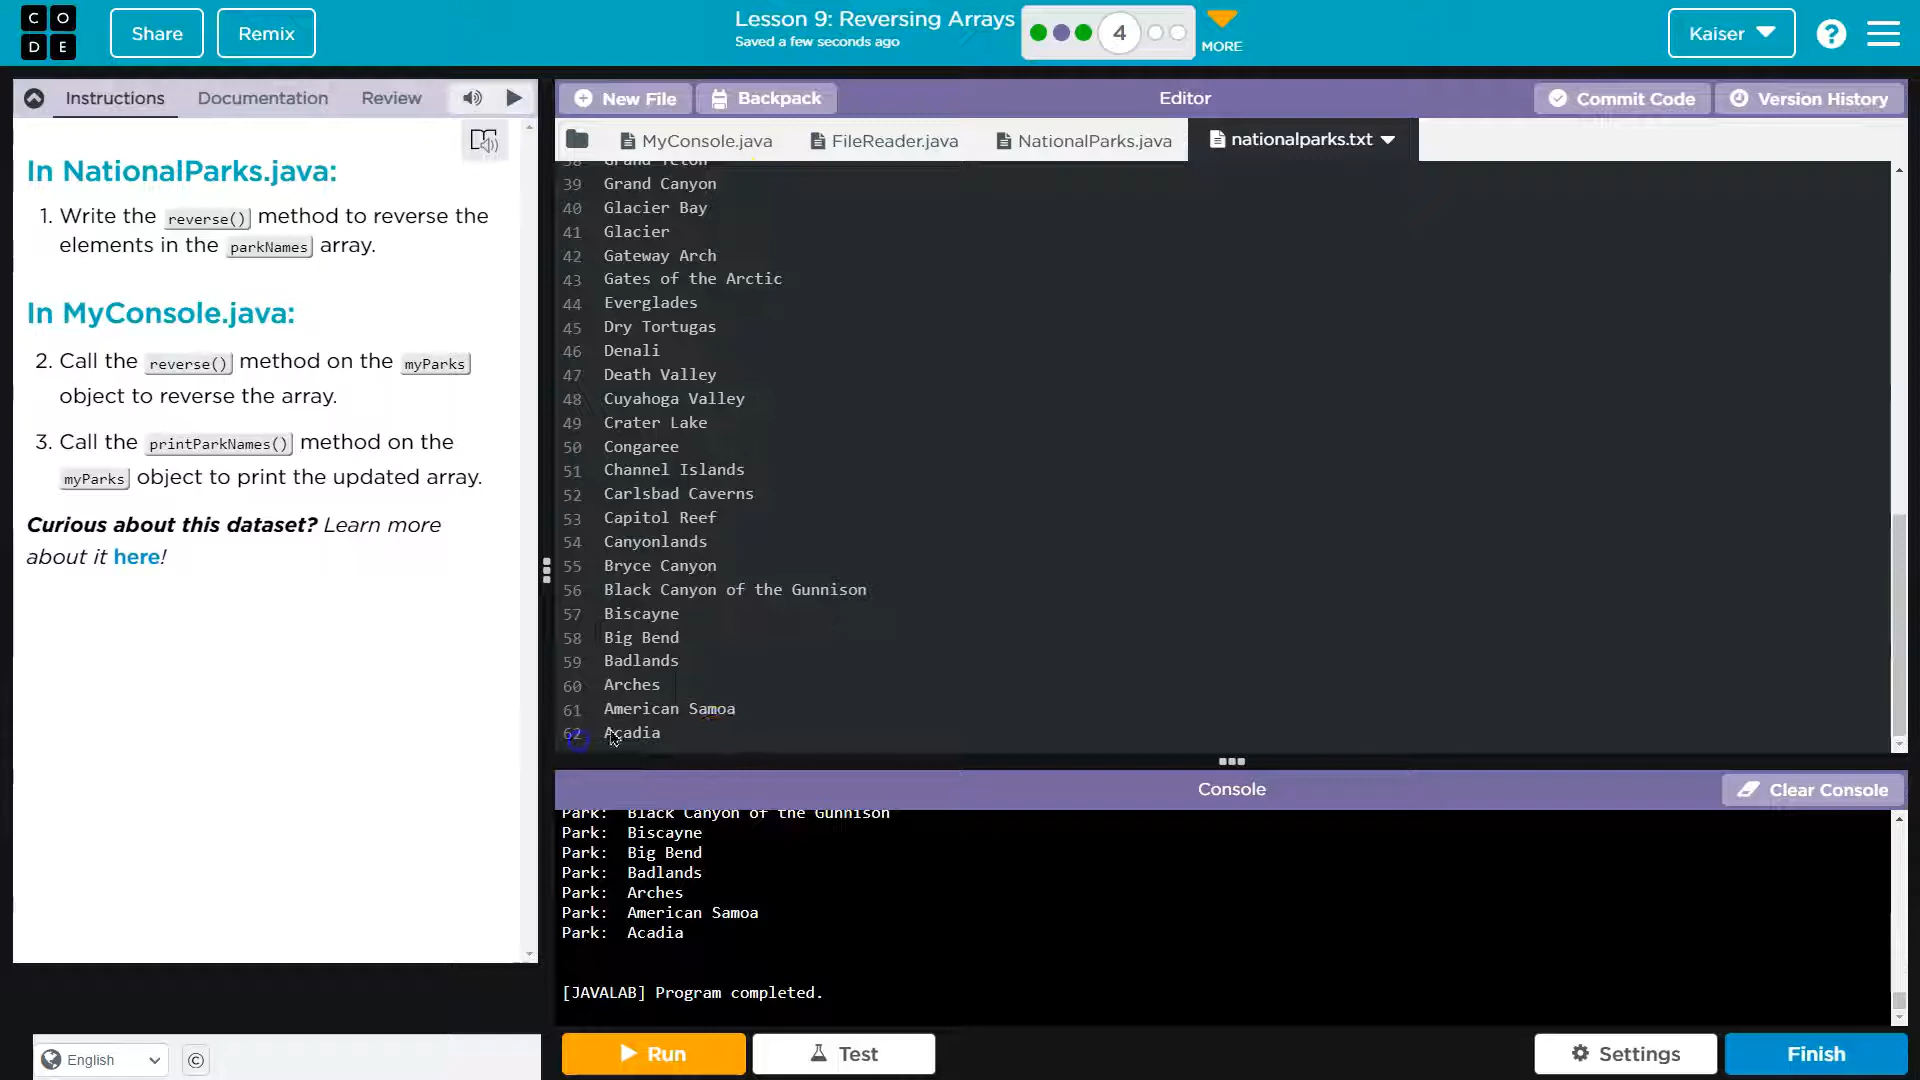 C O
D E
Share
Remix
Lesson 9: Reversing Arrays
Saved a few seconds ago
4
MORE
Kaiser
?
Instructions
Documentation
Review
In NationalParks.java:
1. Write the reverse() method to reverse the
elements in the parkNames array.
In MyConsole.java:
2. Call the reverse() method on the myParks
object to reverse the array.
3. Call the printParkNames() method on the
myParks object to print the updated array.
Curious about this dataset? Learn more
about it here!
English
©
New File
Backpack
Editor
Commit Code
Version History
MyConsole.java
FileReader.java
NationalParks.java
nationalparks.txt
38 Grand Teton
39 Grand Canyon
40 Glacier Bay
41 Glacier
42 Gateway Arch
43 Gates of the Arctic
44 Everglades
45 Dry Tortugas
46 Denali
47 Death Valley
48 Cuyahoga Valley
49 Crater Lake
50 Congaree
51 Channel Islands
52 Carlsbad Caverns
53 Capitol Reef
54 Canyonlands
55 Bryce Canyon
56 Black Canyon of the Gunnison
57 Biscayne
58 Big Bend
59 Badlands
60 Arches
61 American Samoa
62 Acadia
Console
Clear Console
Park: Black Canyon of the Gunnison
Park: Biscayne
Park: Big Bend
Park: Badlands
Park: Arches
Park: American Samoa
Park: Acadia
[JAVALAB] Program completed.
Run
Test
Settings
Finish